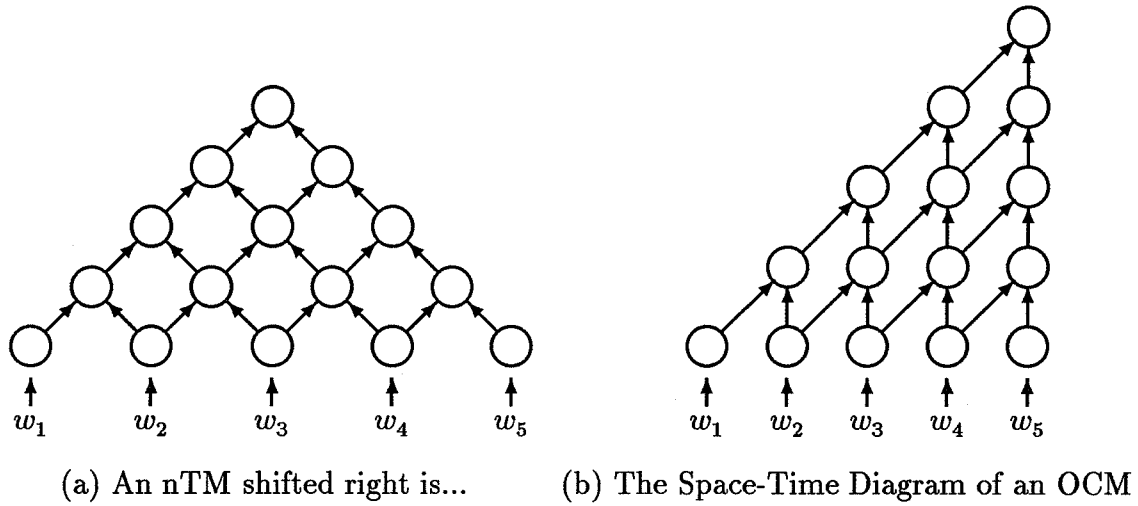 w₁ w₂ w₃ w₄ w₅ w₁ w₂ w₃ w₄ w₅
(a) An nTM shifted right is... (b) The Space-Time Diagram of an OCM